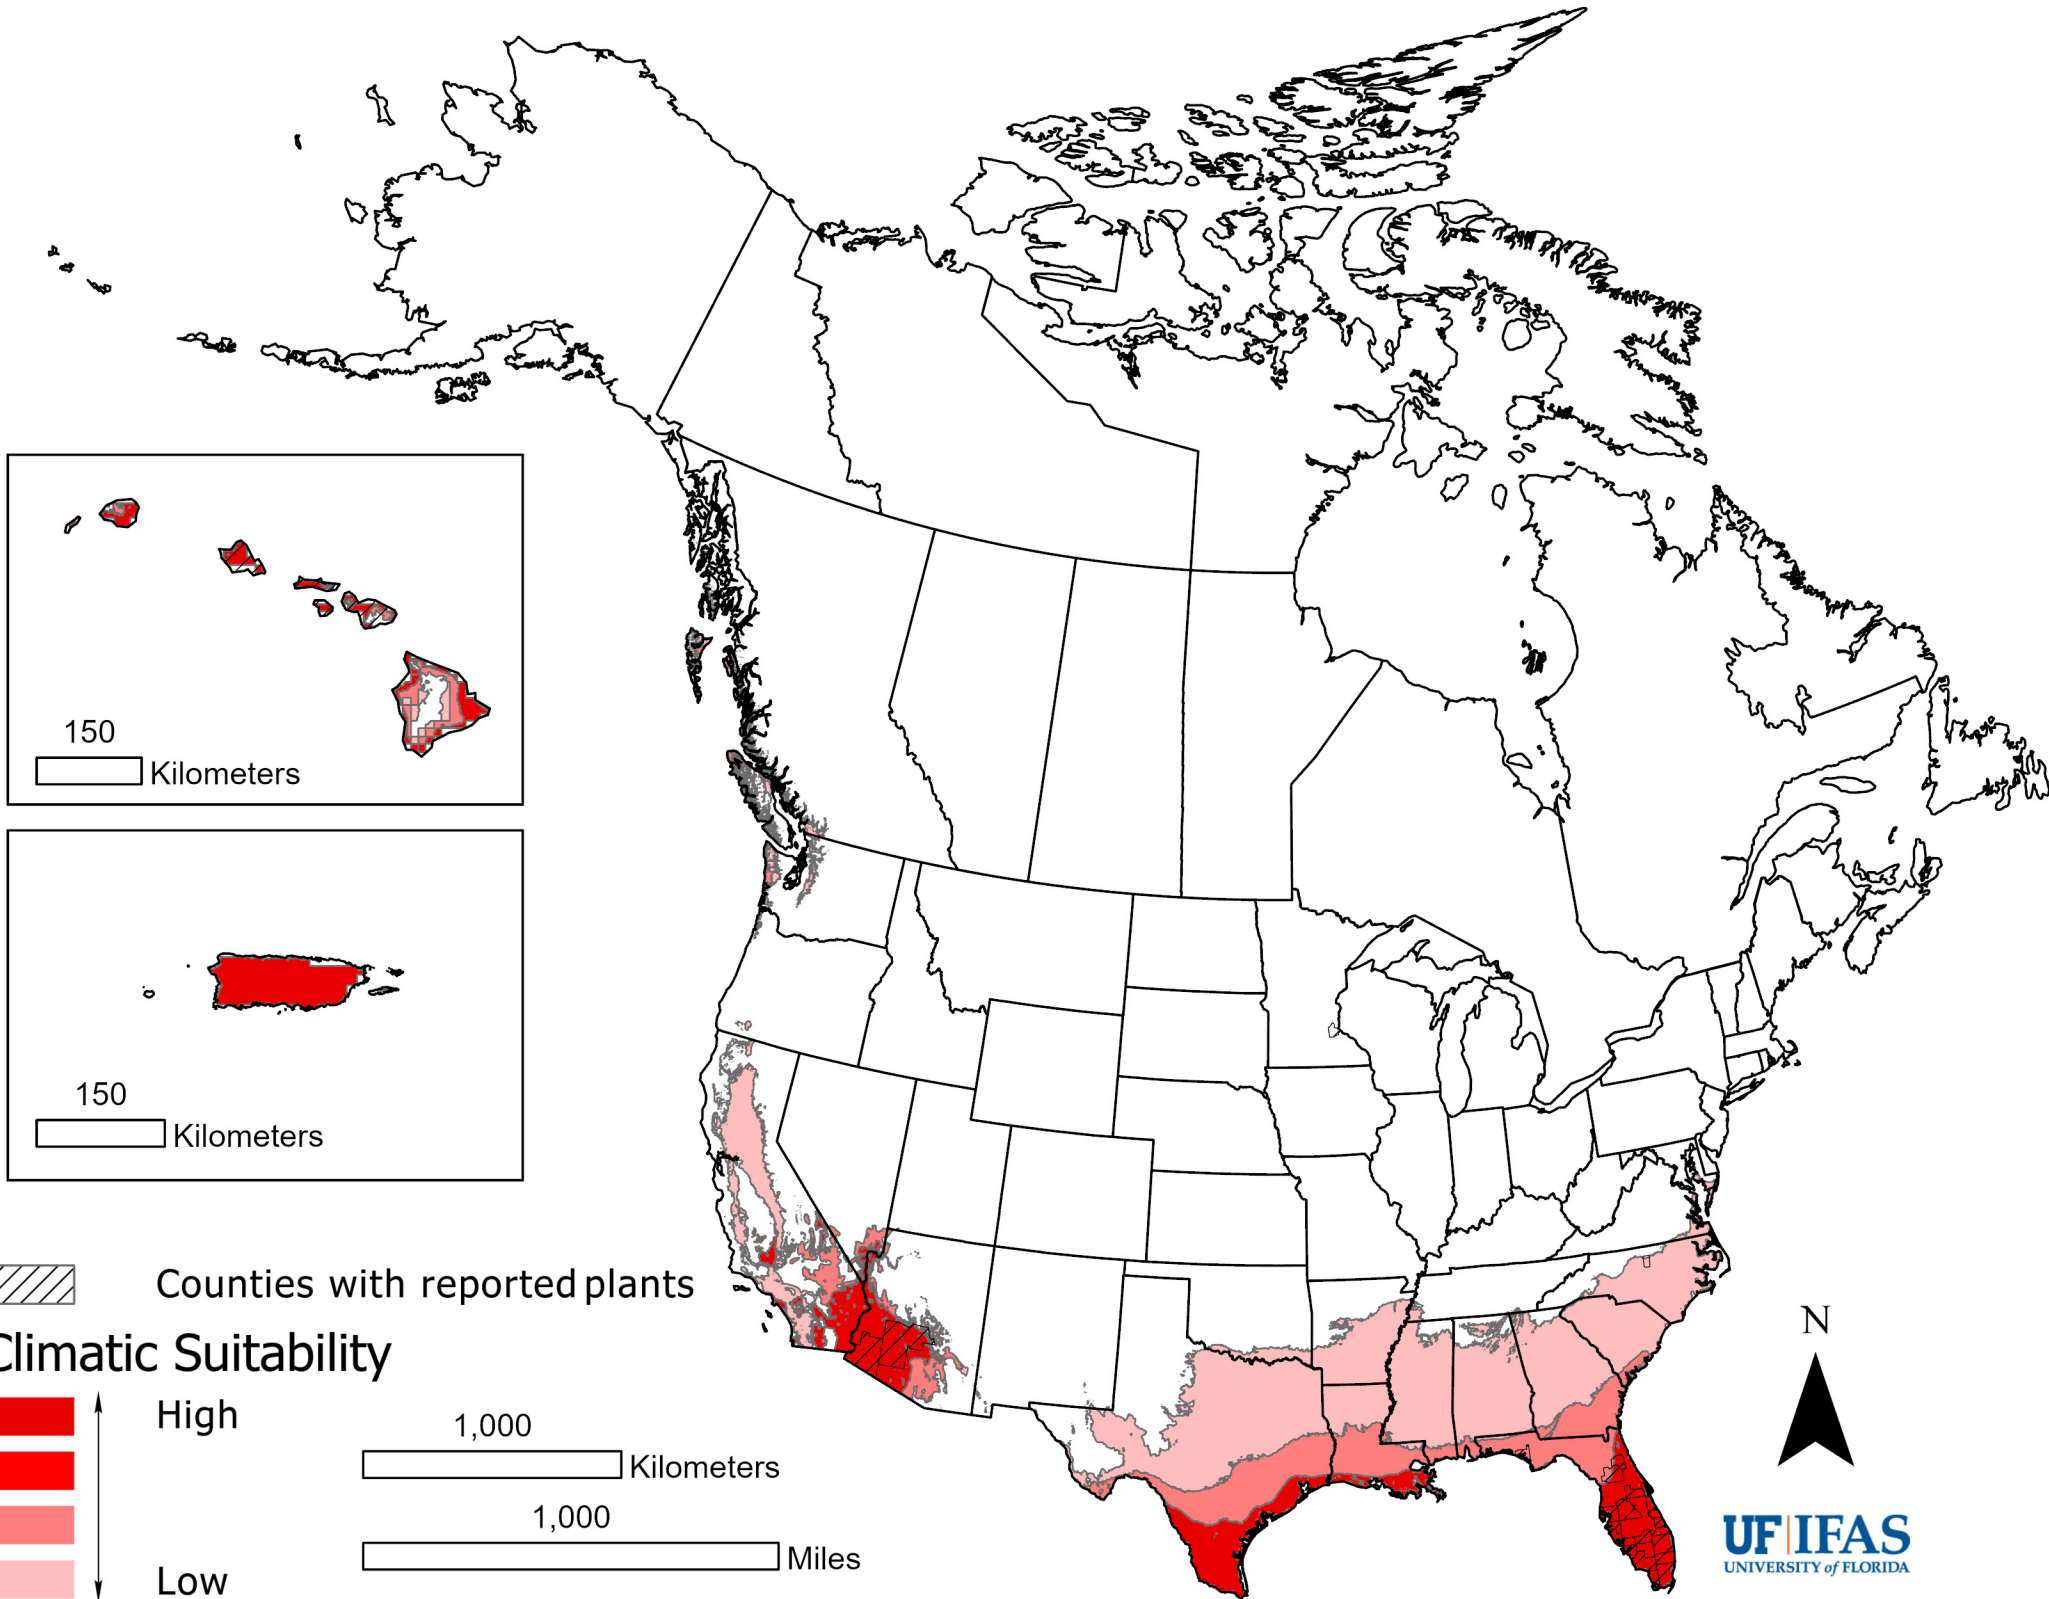 150
Kilometers
150
Kilometers
Counties with reported plants
Climatic Suitability
High
Low
1,000
Kilometers
1,000
Miles
N
UF|IFAS
UNIVERSITY of FLORIDA